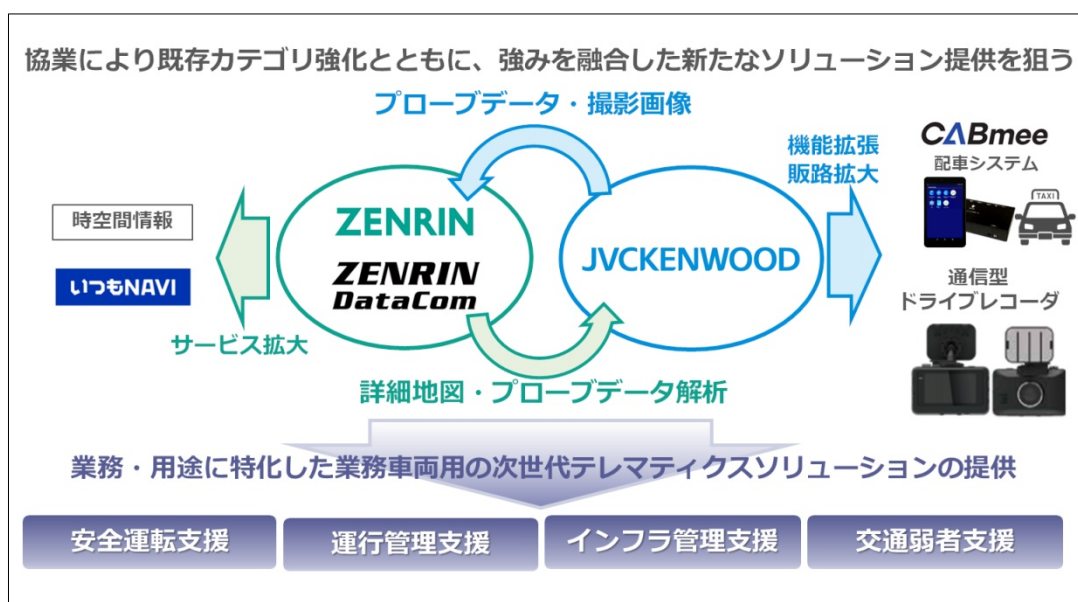 協業により既存カテゴリ強化とともに、強みを融合した新たなソリューション提供を狙う
プローブデータ・撮影画像
機能拡張
販路拡大
CABmee
配車システム
TAXI
時空間情報
いつもNAVI
ZENRIN
ZENRIN
DataCom
JVCKENWOOD
通信型
ドライブレコーダ
サービス拡大
詳細地図・プローブデータ解析
業務・用途に特化した業務車両用の次世代テレマティクスソリューションの提供
安全運転支援
運行管理支援
インフラ管理支援
交通弱者支援